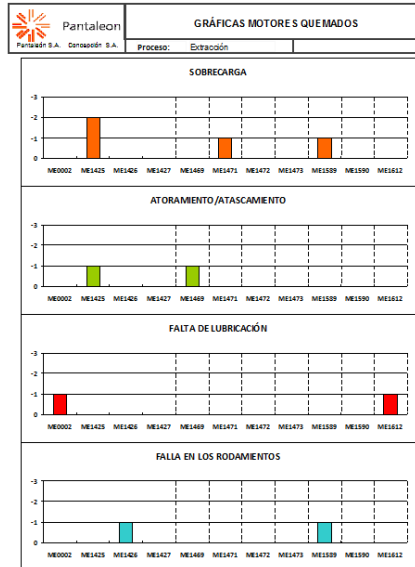 Pantaleon
Pantaleón S.A. Concepción S.A.
GRÁFICAS MOTORES QUEMADOS
Proceso: Extracción
SOBRECARGA
-3
-2
-1
0
ME0002 ME1425 ME1426 ME1427 ME1469 ME1471 ME1472 ME1473 ME1589 ME1590 ME1612
ATORAMIENTO/ATASCAMIENTO
-3
-2
-1
0
ME0002 ME1425 ME1426 ME1427 ME1469 ME1471 ME1472 ME1473 ME1589 ME1590 ME1612
FALTA DE LUBRICACIÓN
-3
-2
-1
0
ME0002 ME1425 ME1426 ME1427 ME1469 ME1471 ME1472 ME1472 ME1589 ME1590 ME1612
FALLA EN LOS RODAMIENTOS
-3
-2
-1
0
ME0002 ME1425 ME1426 ME1427 ME1469 ME1471 ME1472 ME1473 ME1589 ME1590 ME1612